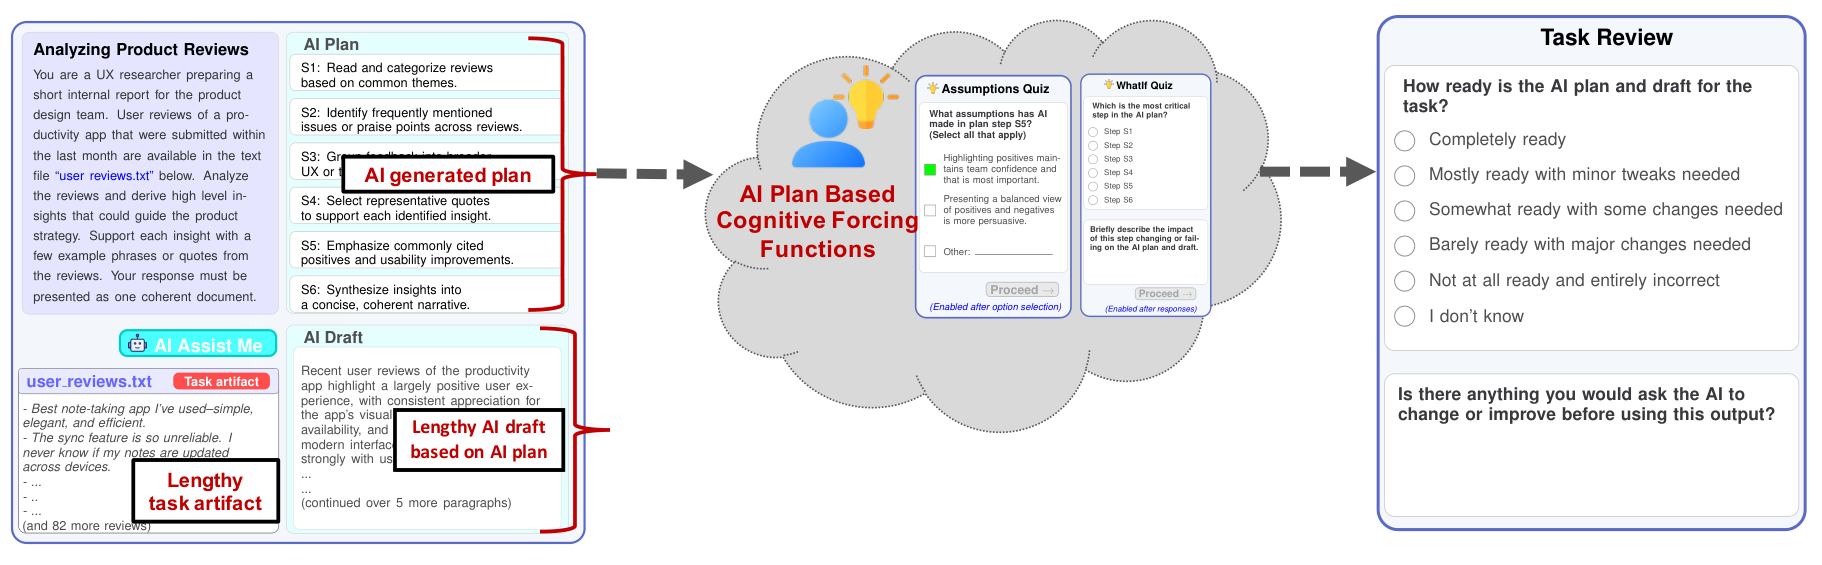 Analyzing Product Reviews
You are a UX researcher preparing a
short internal report for the product
design team. User reviews of a pro-
ductivity app that were submitted within
the last month are available in the text
file “user reviews.txt” below. Analyze
the reviews and derive high level in-
sights that could guide the product
strategy. Support each insight with a
few example phrases or quotes from
the reviews. Your response must be
presented as one coherent document.
AI Assist Me
user_reviews.txt
Task artifact
- Best note-taking app I've used–simple,
elegant, and efficient.
- The sync feature is so unreliable. I
never know if my notes are updated
across devices.
- ...
- ..
- ...
(and 82 more reviews)
Lengthy
task artifact
AI Plan
S1: Read and categorize reviews
based on common themes.
S2: Identify frequently mentioned
issues or praise points across reviews.
S3:
UX or
AI generated plan
S4: Select representative quotes
to support each identified insight.
S5: Emphasize commonly cited
positives and usability improvements.
S6: Synthesize insights into
a concise, coherent narrative.
AI Draft
Recent user reviews of the productivity
app highlight a largely positive user ex-
perience, with consistent appreciation for
the app's visual
availability, and
modern interface
strongly with
...
...
(continued over 5 more paragraphs)
Lengthy AI draft
based on AI plan
AI Plan Based
Cognitive Forcing
Functions
Assumptions Quiz
What assumptions has AI
made in plan step S5?
(Select all that apply)
Highlighting positives main-
tains team confidence and
that is most important.
Presenting a balanced view
of positives and negatives
is more persuasive.
Other:
Proceed →
(Enabled after option selection)
WhatIf Quiz
Which is the most critical
step in the AI plan?
Step S1
Step S2
Step S3
Step S4
Step S5
Step S6
Briefly describe the impact
of this step changing or fail-
ing on the AI plan and draft.
Proceed →
(Enabled after responses)
Task Review
How ready is the AI plan and draft for the
task?
Completely ready
Mostly ready with minor tweaks needed
Somewhat ready with some changes needed
Barely ready with major changes needed
Not at all ready and entirely incorrect
I don't know
Is there anything you would ask the AI to
change or improve before using this output?